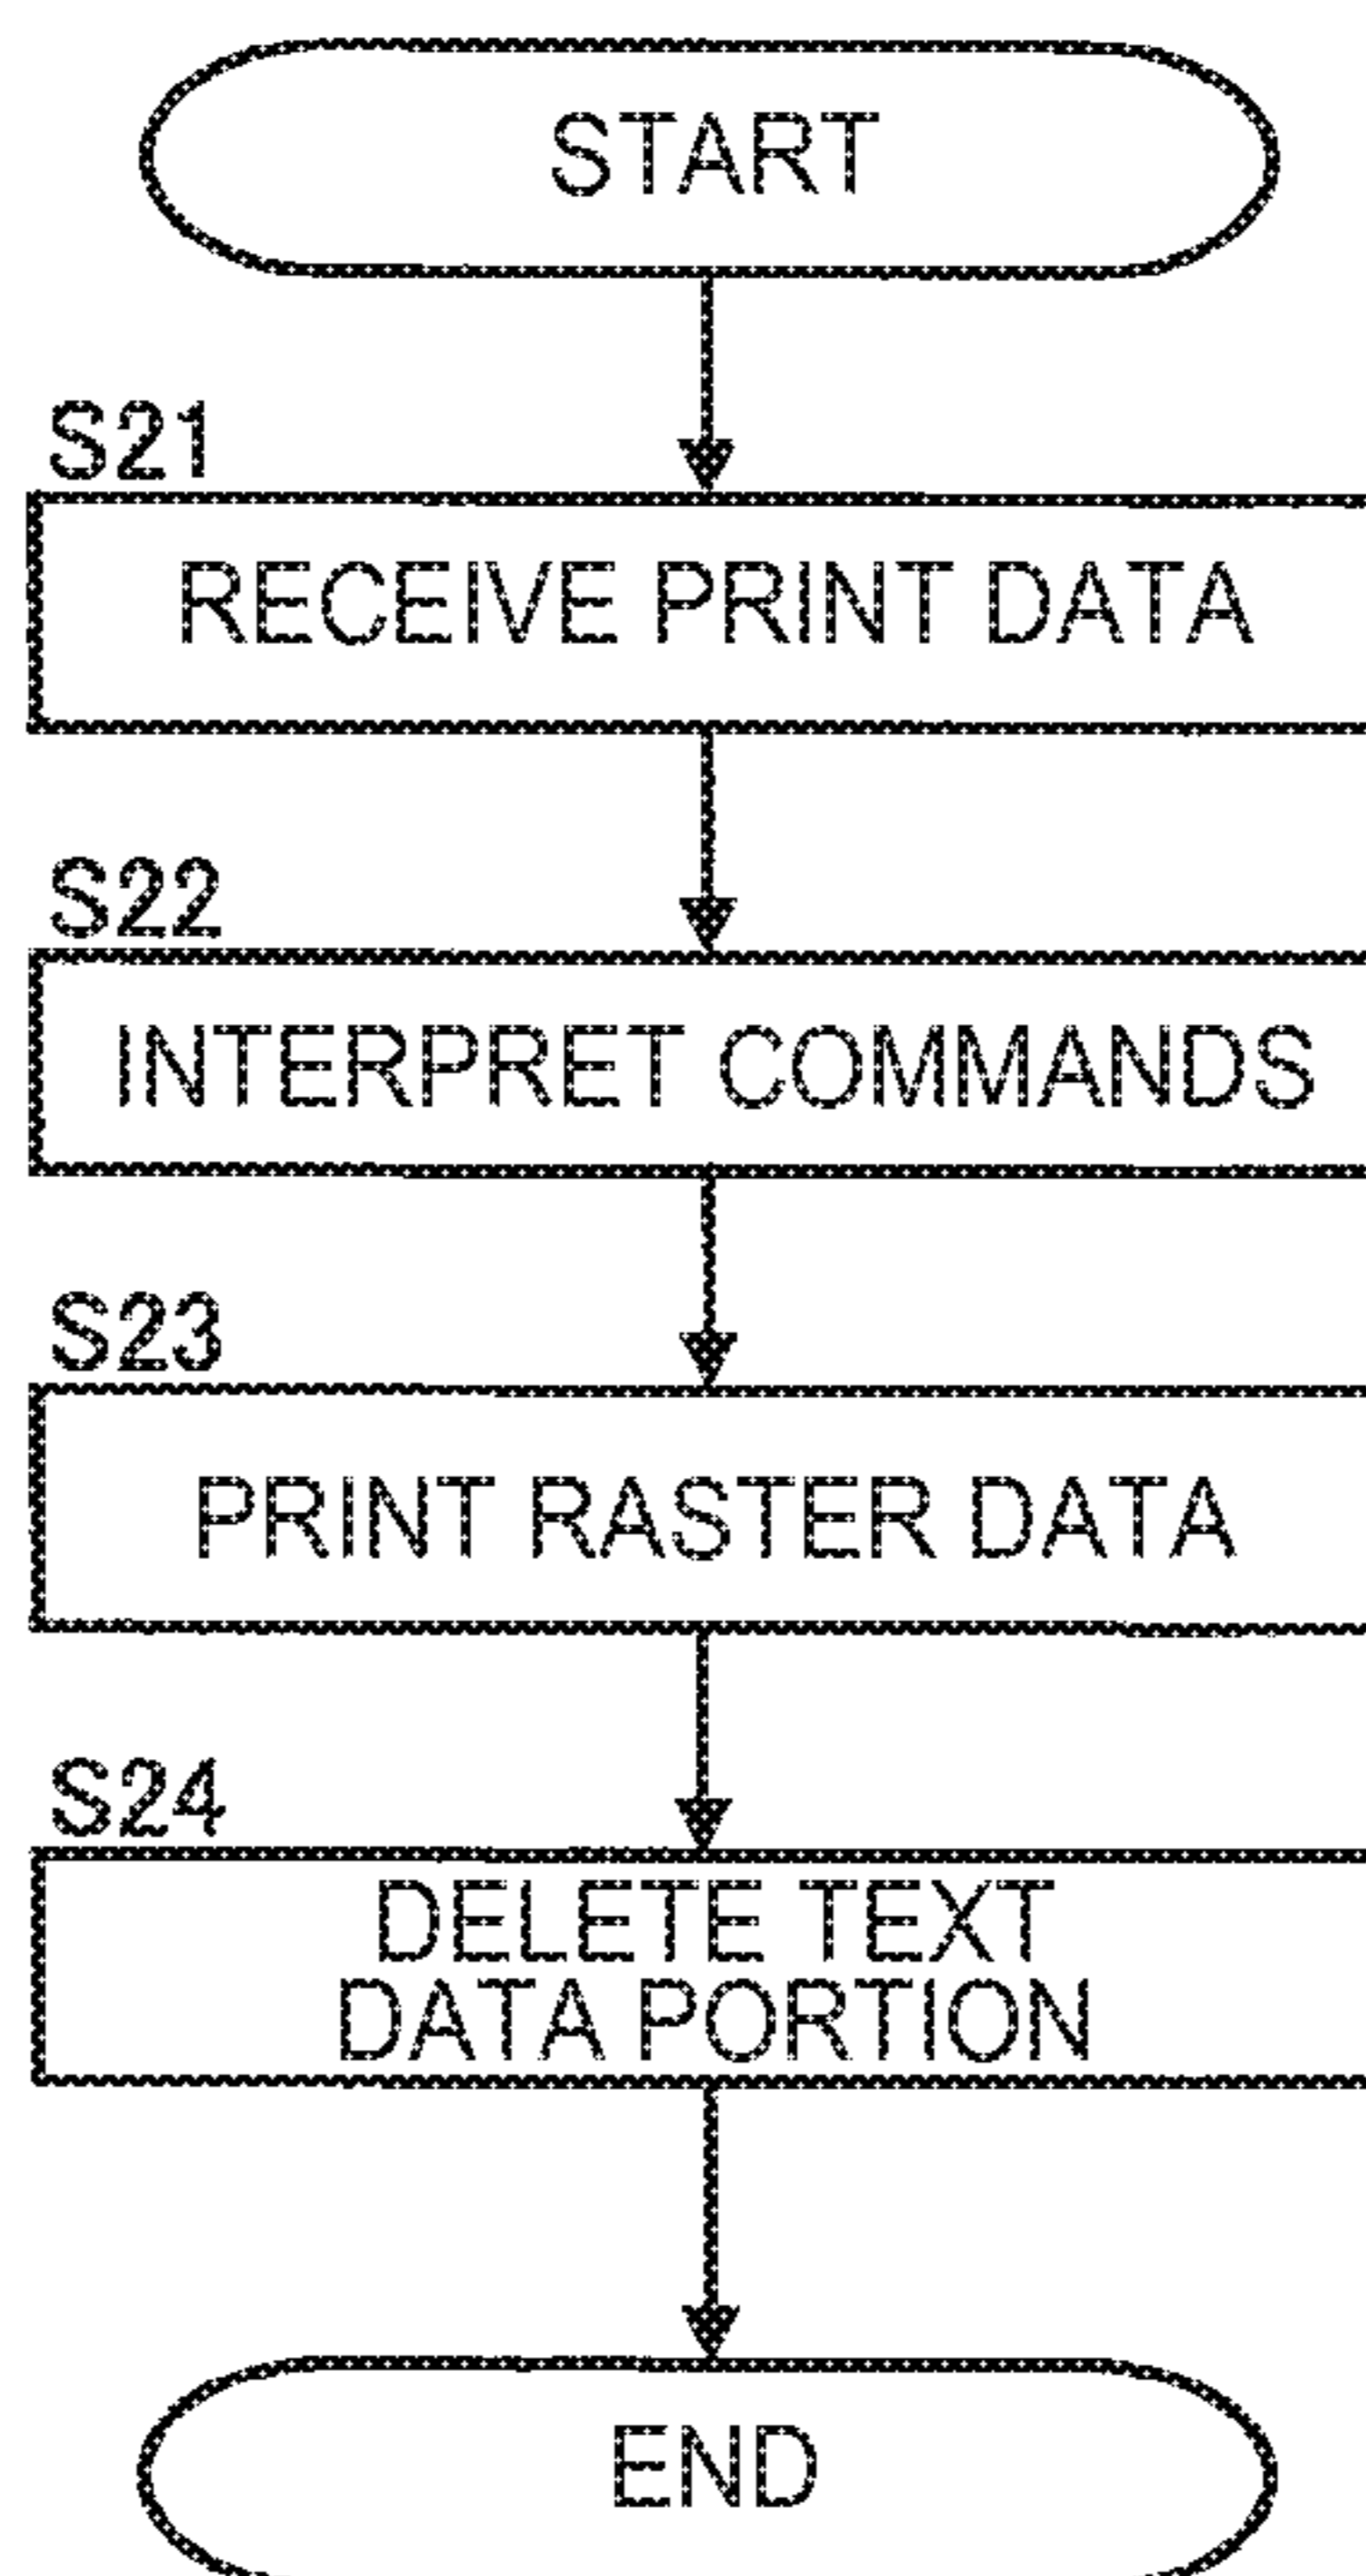 START
S21
RECEIVE PRINT DATA
S22
INTERPRET COMMANDS
S23
PRINT RASTER DATA
S24
DELETE TEXT
DATA PORTION
END